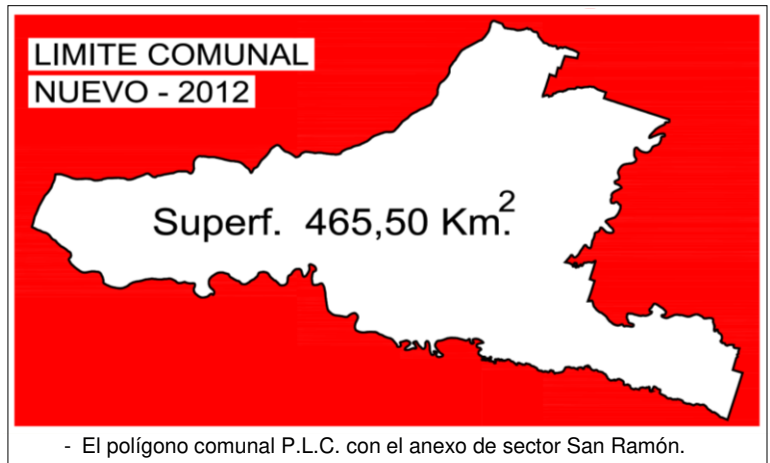 LIMITE COMUNAL
NUEVO - 2012
Superf. 465,50 Km.2
- El polígono comunal P.L.C. con el anexo de sector San Ramón.